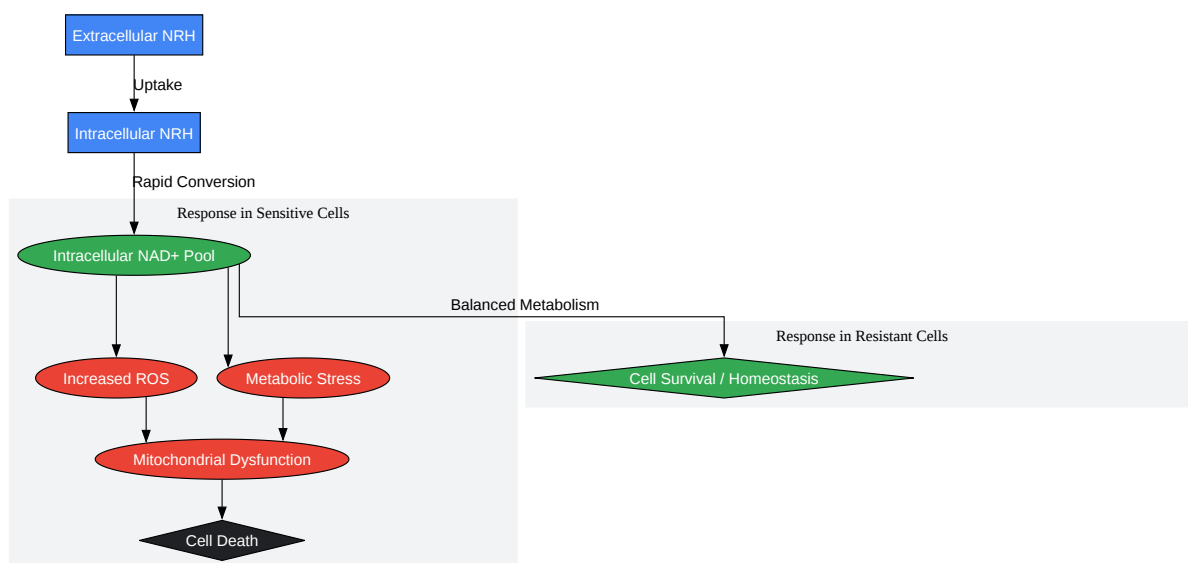 Extracellular NRH
Uptake
Intracellular NRH
Rapid Conversion
Response in Sensitive Cells
Intracellular NAD+ Pool
Balanced Metabolism
Response in Resistant Cells
Increased ROS
Metabolic Stress
Cell Survival / Homeostasis
Mitochondrial Dysfunction
Cell Death